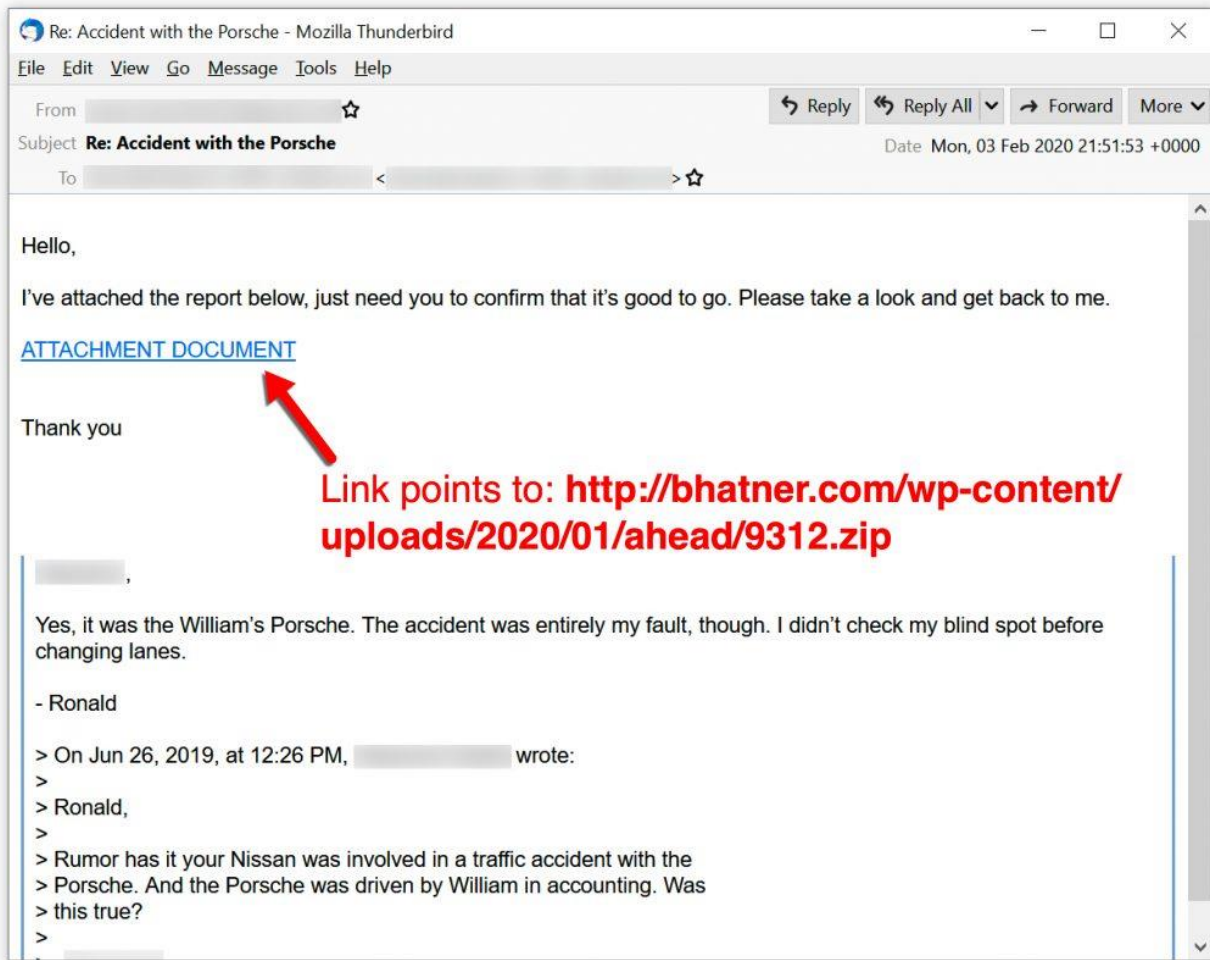 Re: Accident with the Porsche - Mozilla Thunderbird
File Edit View Go Message Tools Help
From
Reply Reply All Forward More
Subject Re: Accident with the Porsche
Date Mon, 03 Feb 2020 21:51:53 +0000
To < >
Hello,
I've attached the report below, just need you to confirm that it's good to go. Please take a look and get back to me.
ATTACHMENT DOCUMENT
Thank you
Link points to: http://bhatner.com/wp-content/
uploads/2020/01/ahead/9312.zip
,
Yes, it was the William's Porsche. The accident was entirely my fault, though. I didn't check my blind spot before
changing lanes.
- Ronald
> On Jun 26, 2019, at 12:26 PM, wrote:
>
> Ronald,
>
> Rumor has it your Nissan was involved in a traffic accident with the
> Porsche. And the Porsche was driven by William in accounting. Was
> this true?
>
>